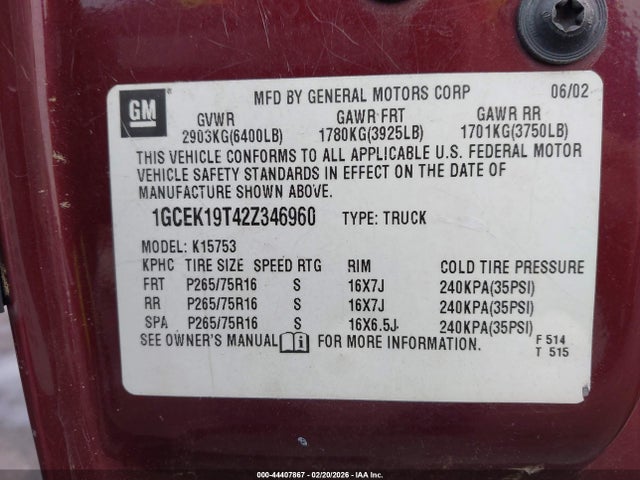 MFD BY GENERAL MOTORS CORP 06/02
GM
GVWR GAWR FRT GAWR RR
2903KG(6400LB) 1780KG(3925LB) 1701KG(3750LB)
THIS VEHICLE CONFORMS TO ALL APPLICABLE U.S. FEDERAL MOTOR
VEHICLE SAFETY STANDARDS IN EFFECT ON THE DATE OF
MANUFACTURE SHOWN ABOVE.
1GCEK19T42Z346960 TYPE: TRUCK
MODEL: K15753
KPHC TIRE SIZE SPEED RTG RIM COLD TIRE PRESSURE
FRT P265/75R16 S 16X7J 240KPA(35PSI)
RR P265/75R16 S 16X7J 240KPA(35PSI)
SPA P265/75R16 S 16X6.5J 240KPA(35PSI)
SEE OWNER'S MANUAL i FOR MORE INFORMATION.
F 514
T 515
000-44407867 - 02/20/2026 - IAA Inc.